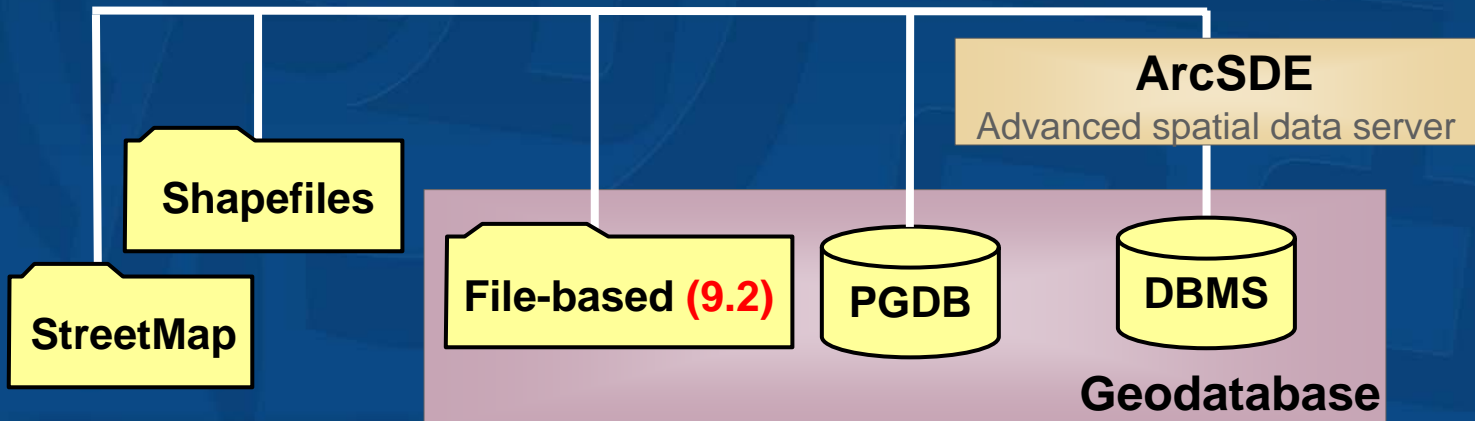 ArcSDE
Advanced spatial data server
Shapefiles
StreetMap
File-based (9.2)
PGDB
DBMS
Geodatabase